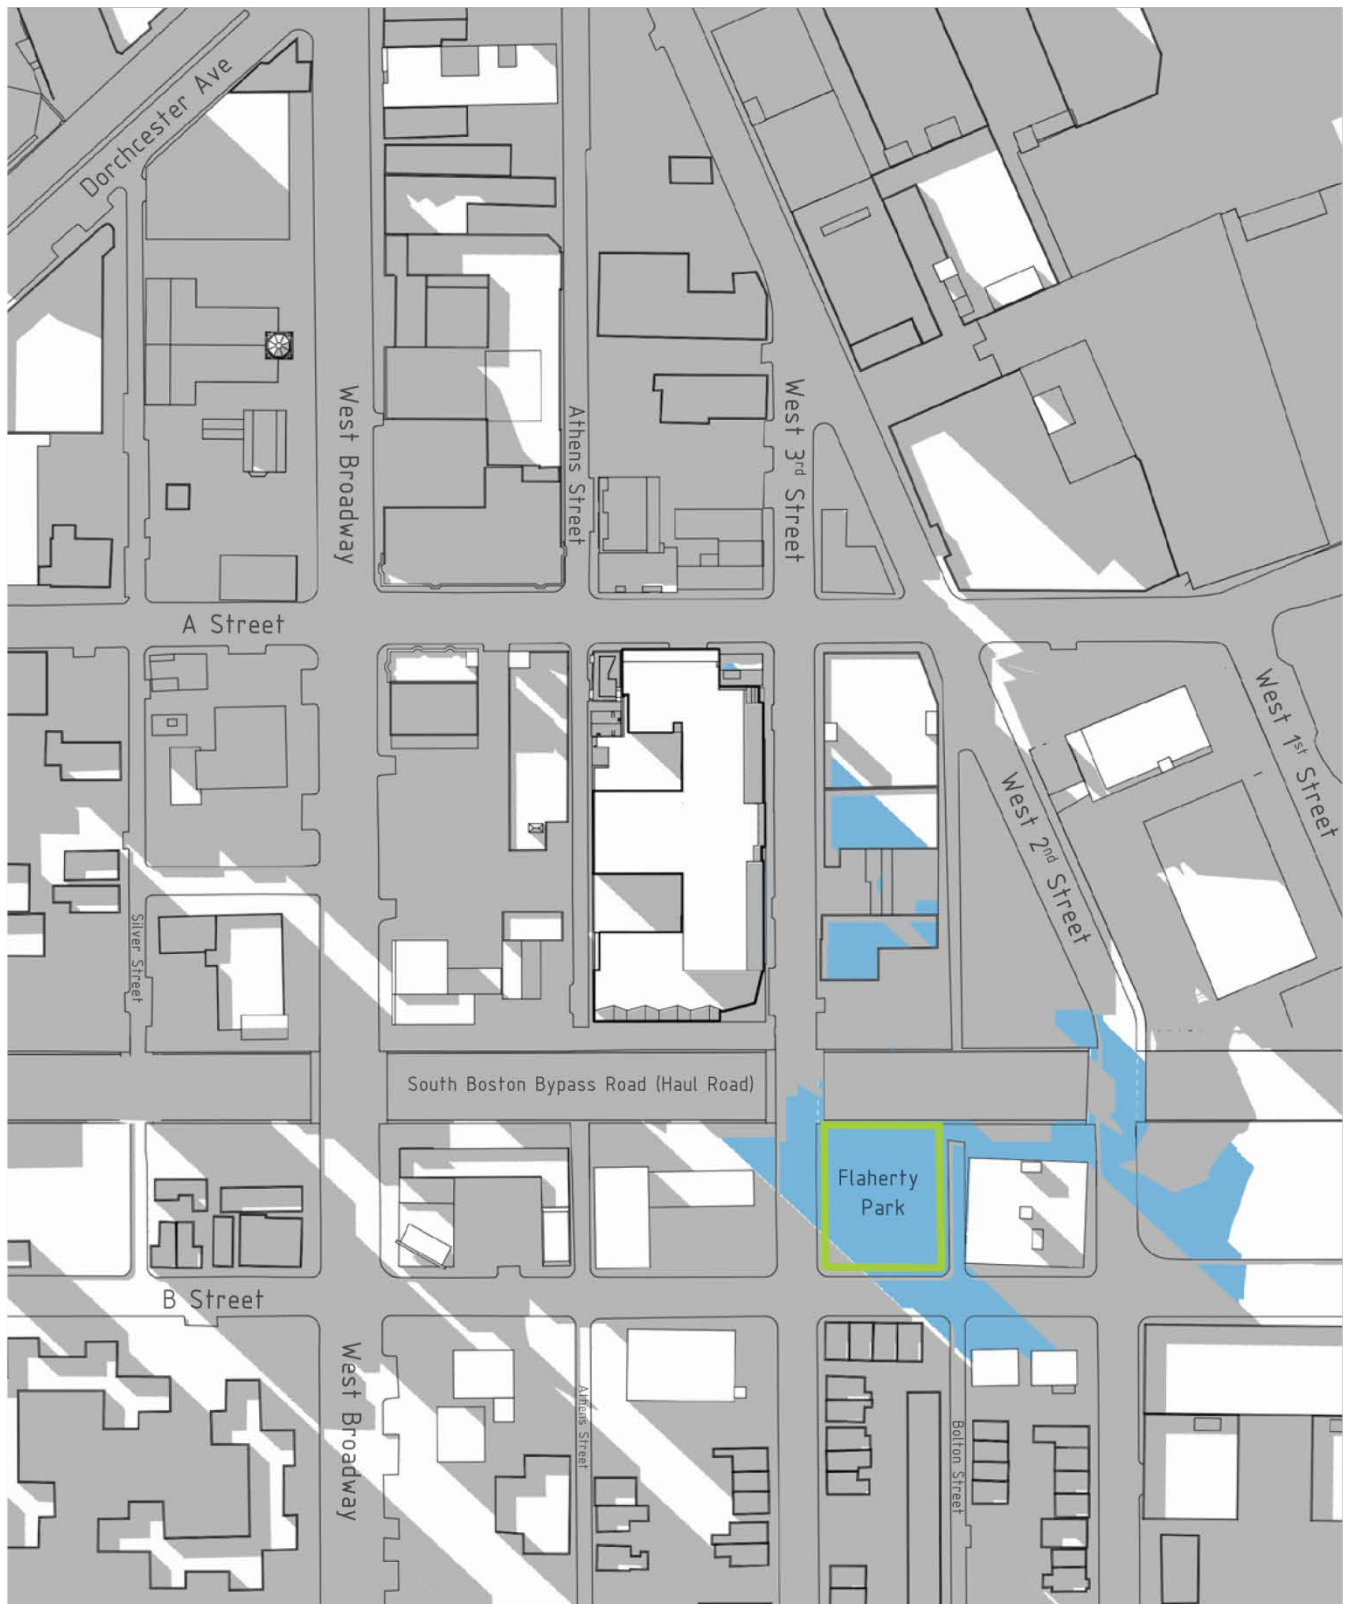 Dorchcester Ave
West Broadway
Athens Street
West 3rd Street
A Street
West 1st Street
West 2nd Street
Silver Street
South Boston Bypass Road (Haul Road)
Flaherty
Park
B Street
West Broadway
Athens Street
Bolton Street